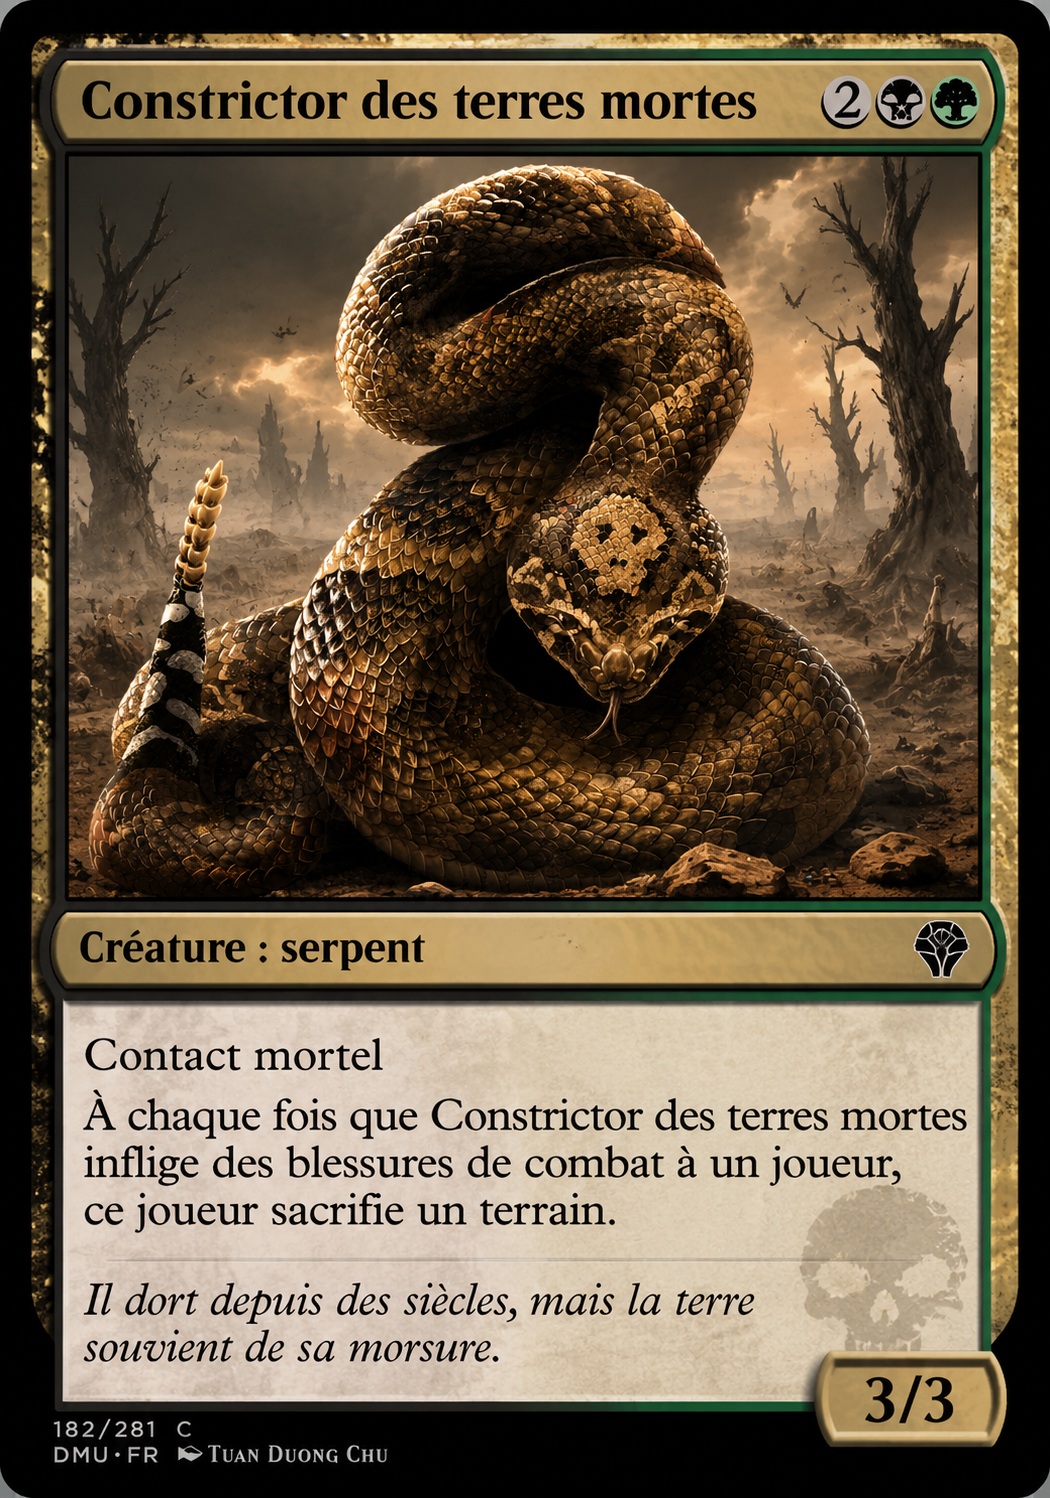 Constrictor des terres mortes 2
Créature : serpent
Contact mortel
À chaque fois que Constrictor des terres mortes
inflige des blessures de combat à un joueur,
ce joueur sacrifie un terrain.
Il dort depuis des siècles, mais la terre
souvient de sa morsure.
3/3
182/281 C
DMU·FR TUAN DUONG CHU